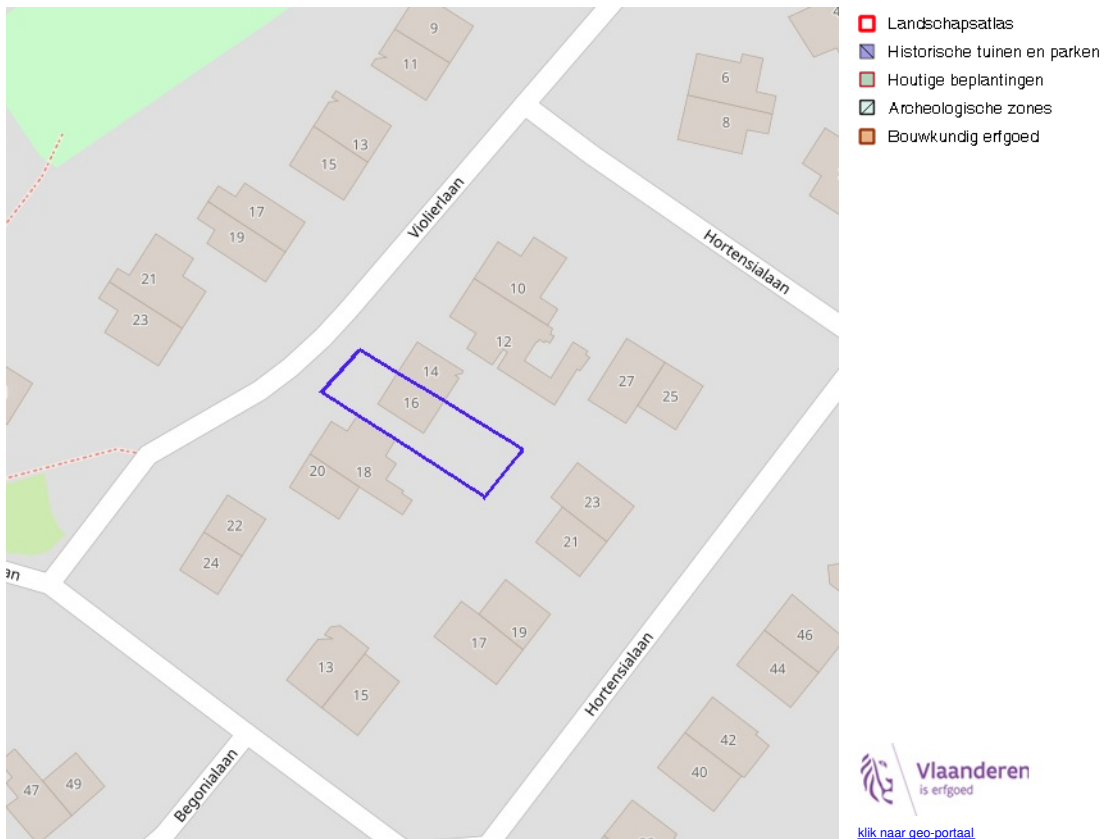 Landschapsatlas
Historische tuinen en parken
Houtige beplantingen
Archeologische zones
Bouwkundig erfgoed
9
11
13
15
17
19
21
23
6
8
Violierlaan
Hortensialaan
10
12
14
16
27
25
20
18
22
24
23
21
17
19
13
15
Hortensialaan
46
44
42
40
Begonialaan
47
49
Vlaanderen
is erfgoed
klik naar geo-portaal